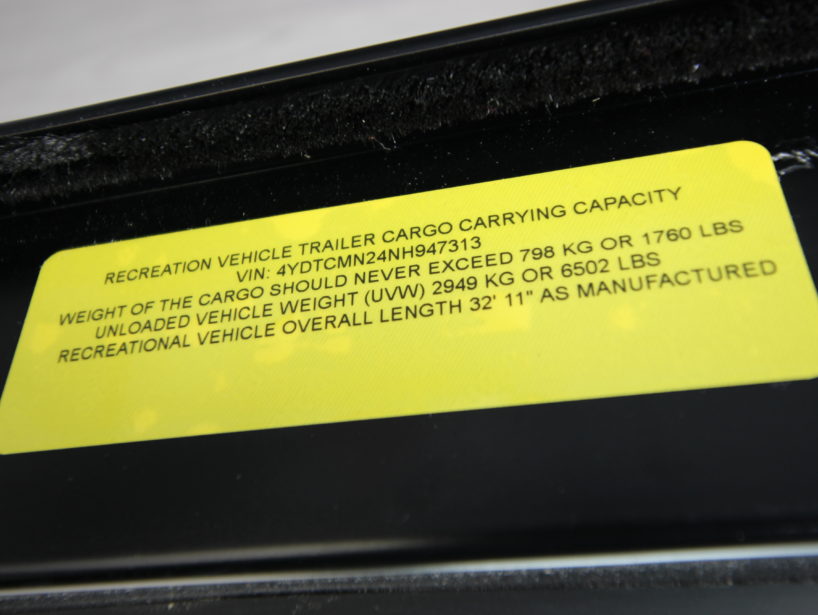 RECREATION VEHICLE TRAILER CARGO CARRYING CAPACITY
VIN: 4YDTCMN24NH947313
WEIGHT OF THE CARGO SHOULD NEVER EXCEED 798 KG OR 1760 LBS
UNLOADED VEHICLE WEIGHT (UVW) 2949 KG OR 6502 LBS
RECREATIONAL VEHICLE OVERALL LENGTH 32' 11" AS MANUFACTURED